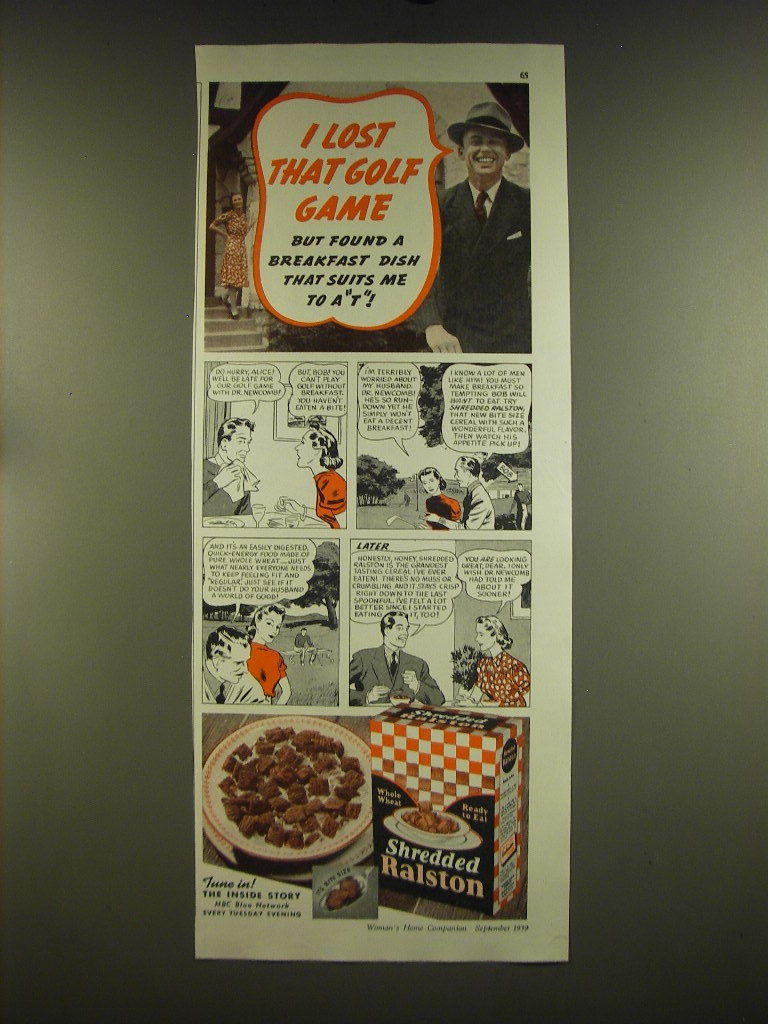 65
I LOST
THAT GOLF
GAME
BUT FOUND A
BREAKFAST DISH
THAT SUITS ME
TO A "T"!
DO HURRY, ALICE!
WE'LL BE LATE FOR
OUR GOLF GAME
WITH DR. NEWCOMB!
BUT, BOB! YOU
CAN'T PLAY
GOLF WITHOUT
BREAKFAST.
YOU HAVEN'T
EATEN A BITE!
I'M TERRIBLY
WORRIED ABOUT
MY HUSBAND,
DR. NEWCOMB!
HE'S SO RUN-
DOWN YET HE
SIMPLY WON'T
EAT A DECENT
BREAKFAST!
I KNOW A LOT OF MEN
LIKE HIM! YOU MUST
MAKE BREAKFAST SO
TEMPTING BOB WILL
WANT TO EAT. TRY
SHREDDED RALSTON,
THAT NEW BITE SIZE
CEREAL WITH SUCH A
WONDERFUL FLAVOR.
THEN WATCH HIS
APPETITE PICK UP!
BOB
AND IT'S AN EASILY DIGESTED,
QUICK-ENERGY FOOD MADE OF
PURE WHOLE WHEAT... JUST
WHAT NEARLY EVERYONE NEEDS
TO KEEP FEELING FIT AND
"REGULAR." JUST SEE IF IT
DOESN'T DO YOUR HUSBAND
A WORLD OF GOOD!
LATER
HONESTLY, HONEY, SHREDDED
RALSTON IS THE GRANDEST
TASTING CEREAL I'VE EVER
EATEN! THERE'S NO MUSS OR
CRUMBLING AND IT STAYS CRISP
RIGHT DOWN TO THE LAST
SPOONFUL. I'VE FELT A LOT
BETTER SINCE I STARTED
EATING IT, TOO!
YOU ARE LOOKING
GREAT, DEAR. I ONLY
WISH DR. NEWCOMB
HAD TOLD ME
ABOUT IT
SOONER!
Shredded
Ralston
Shredded
Ralston
Whole
Wheat
Ready
to Eat
Shredded
Ralston
IT'S BITE SIZE
Tune in!
THE INSIDE STORY
NBC Blue Network
EVERY TUESDAY EVENING
Woman's Home Companion September 1939